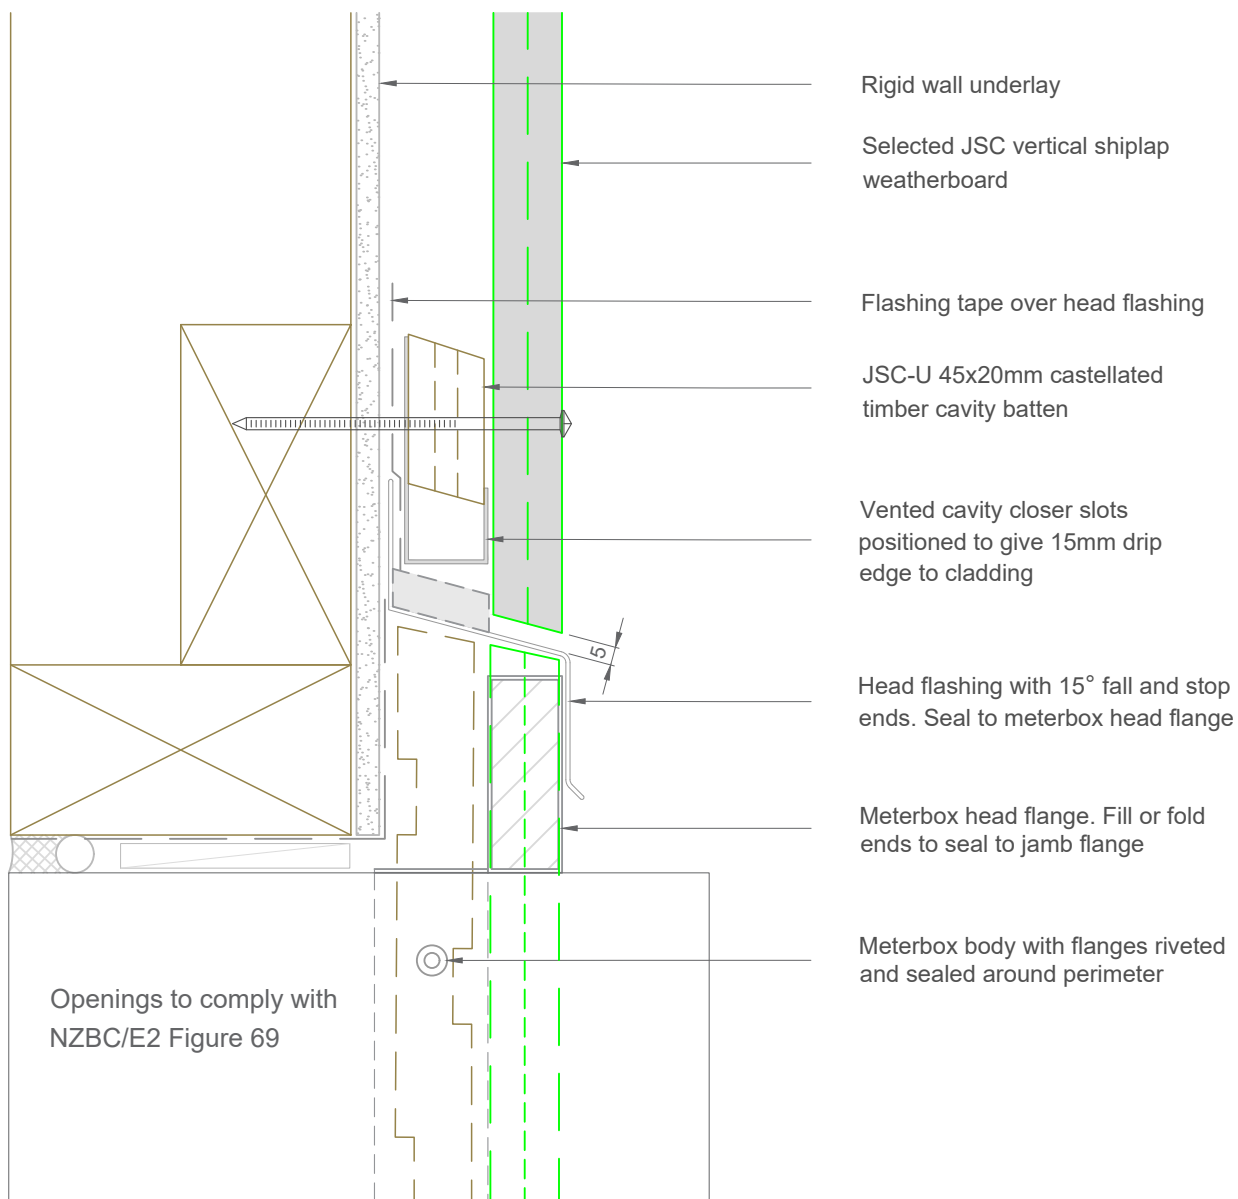 Rigid wall underlay
Selected JSC vertical shiplap
weatherboard
Flashing tape over head flashing
JSC-U 45x20mm castellated
timber cavity batten
Vented cavity closer slots
positioned to give 15mm drip
edge to cladding
5
Head flashing with 15° fall and stop
ends. Seal to meterbox head flange
Meterbox head flange. Fill or fold
ends to seal to jamb flange
Meterbox body with flanges riveted
and sealed around perimeter
Openings to comply with
NZBC/E2 Figure 69